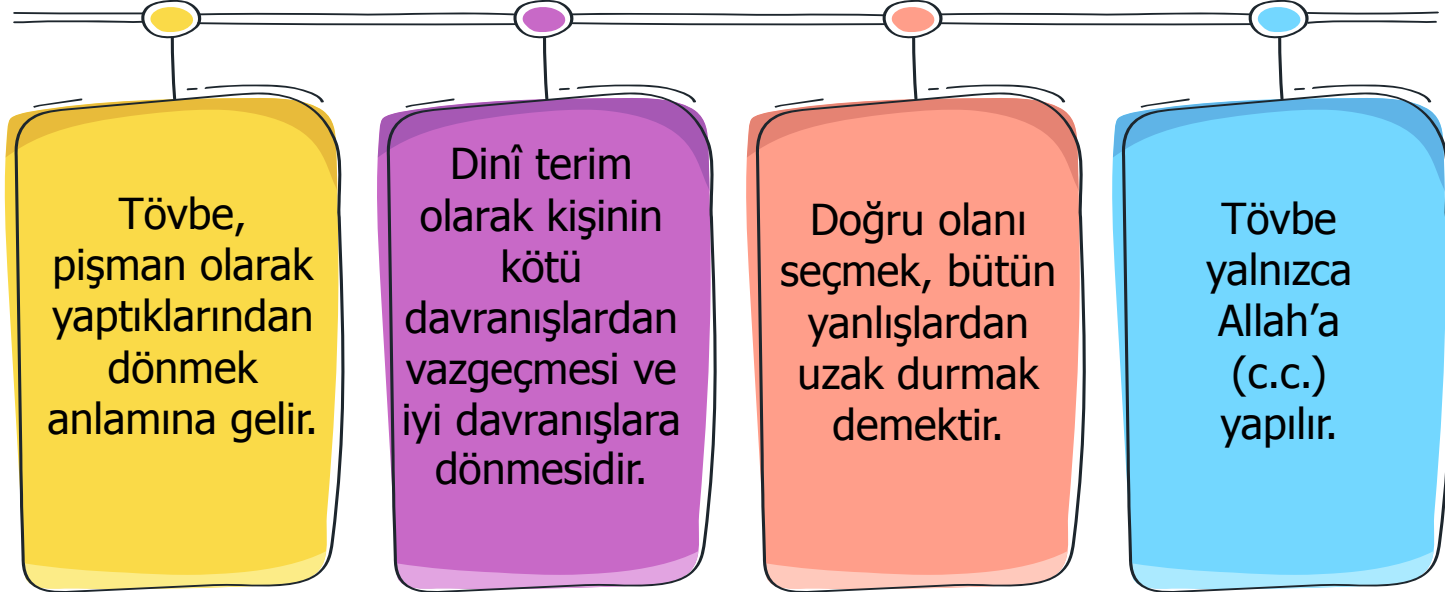 Tövbe,
pişman olarak
yaptıklarından
dönmek
anlamına gelir.
Dinî terim
olarak kişinin
kötü
davranışlardan
vazgeçmesi ve
iyi davranışlara
dönmesidir.
Doğru olanı
seçmek, bütün
yanlışlardan
uzak durmak
demektir.
Tövbe
yalnızca
Allah’a
(c.c.)
yapılır.